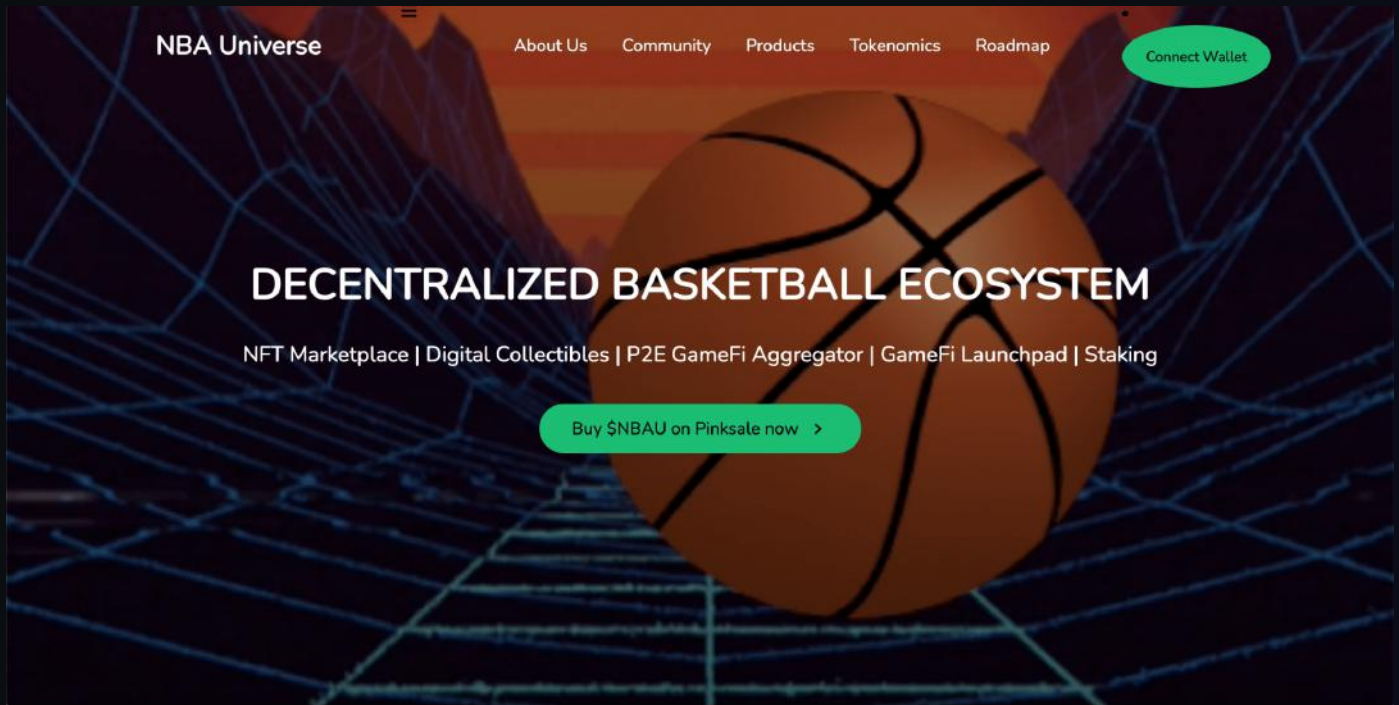 NBA Universe
About Us
Community
Products
Tokenomics
Roadmap
Connect Wallet
DECENTRALIZED BASKETBALL ECOSYSTEM
NFT Marketplace | Digital Collectibles | P2E GameFi Aggregator | GameFi Launchpad | Staking
Buy $NBAU on Pinksale now